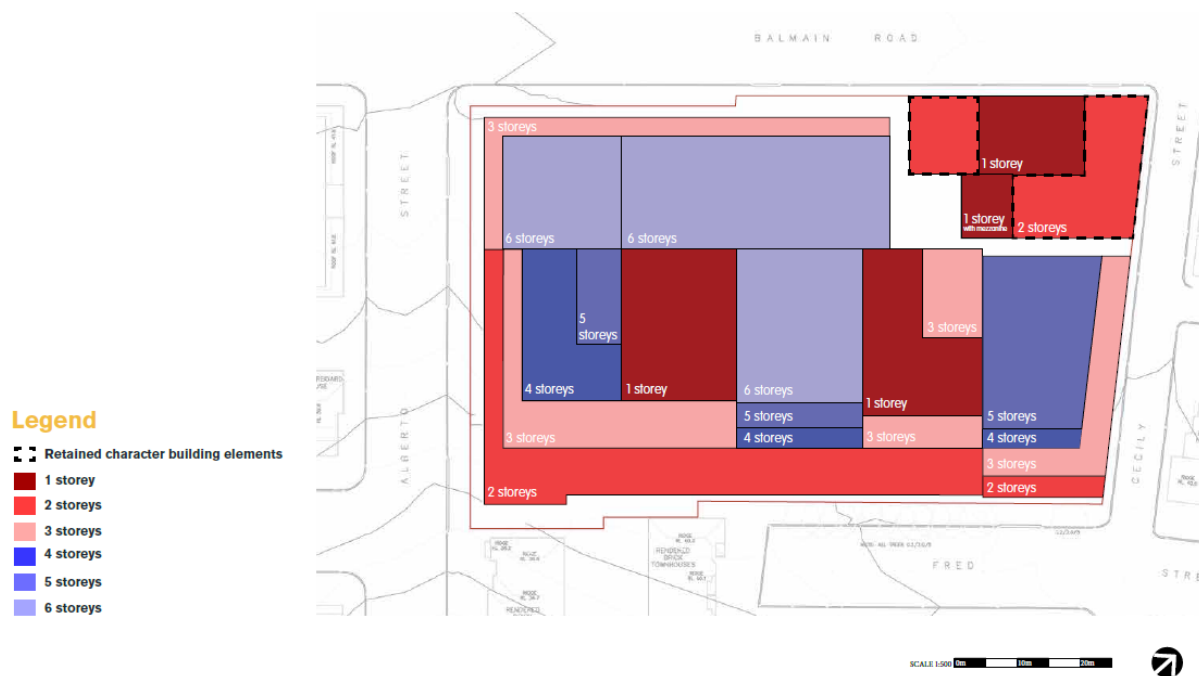 BALMAIN ROAD
STREET
3 storeys
1 storey
6 storeys
6 storeys
1 storey
with mezzanine
2 storeys
STREET
5
storeys
3 storeys
4 storeys
1 storey
6 storeys
1 storey
5 storeys
5 storeys
3 storeys
4 storeys
3 storeys
4 storeys
3 storeys
2 storeys
2 storeys
ALBERTO
CECILY
Legend
Retained character building elements
1 storey
2 storeys
3 storeys
4 storeys
5 storeys
6 storeys
RENDERED
BRICK
TOWNHOUSES
RENDERED
FRED
STREET
SCALE 1:500 0m 10m 20m